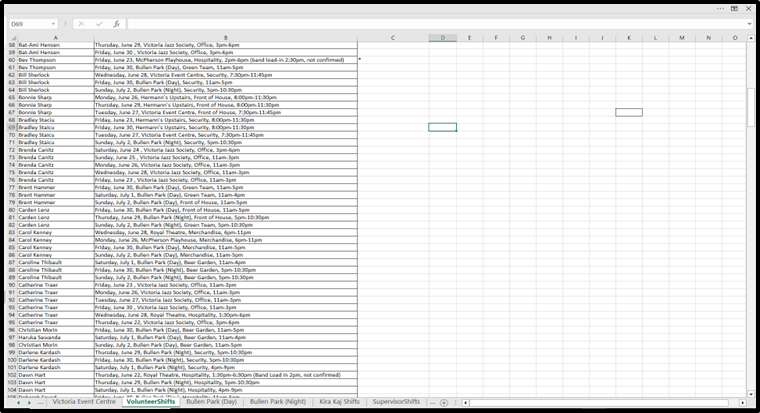 D69
fx
A B C D E F G H I J K L M N O
58 Bat-Ami Hensen Thursday, June 29, Victoria Jazz Society, Office, 3pm-6pm
59 Bat-Ami Hensen Friday, June 30 , Victoria Jazz Society, Office, 3pm-6pm
60 Bev Thompson Friday, June 23, McPherson Playhouse, Hospitality, 2pm-6pm (band load-in 2:30pm, not confirmed) *
61 Bev Thompson Friday, June 30, Bullen Park (Day), Green Team, 11am-5pm
62 Bill Sherlock Wednesday, June 28, Victoria Event Centre, Security, 7:30pm-11:45pm
63 Bill Sherlock Friday, June 30, Bullen Park (Day), Security, 11am-5pm
64 Bill Sherlock Sunday, July 2, Bullen Park (Night), Security, 5pm-10:30pm
65 Bonnie Sharp Monday, June 26, Hermann's Upstairs, Front of House, 8:00pm-11:30pm
66 Bonnie Sharp Thursday, June 29, Hermann's Upstairs, Front of House, 8:00pm-11:30pm
67 Bonnie Sharp Tuesday, June 27, Victoria Event Centre, Front of House, 7:30pm-11:45pm
68 Bradley Staciu Friday, June 23, Hermann's Upstairs, Security, 8:00pm-11:30pm
69 Bradley Staicu Friday, June 30, Hermann's Upstairs, Security, 8:00pm-11:30pm
70 Bradley Staicu Tuesday, June 27, Victoria Event Centre, Security, 7:30pm-11:45pm
71 Bradley Staicu Sunday, July 2, Bullen Park (Night), Security, 5pm-10:30pm
72 Brenda Canitz Saturday, June 24 , Victoria Jazz Society, Office, 3pm-6pm
73 Brenda Canitz Sunday, June 25 , Victoria Jazz Society, Office, 11am-3pm
74 Brenda Canitz Monday, June 26, Victoria Jazz Society, Office, 11am-3pm
75 Brenda Canitz Wednesday, June 28, Victoria Jazz Society, Office, 11am-3pm
76 Brenda Canitz Friday, June 23 , Victoria Jazz Society, Office, 11am-3pm
77 Brent Hammer Friday, June 30, Bullen Park (Day), Green Team, 11am-5pm
78 Brent Hammer Saturday, July 1, Bullen Park (Day), Green Team, 11am-4pm
79 Brent Hammer Sunday, July 2, Bullen Park (Day), Front of House, 11am-5pm
80 Carden Lenz Friday, June 30, Bullen Park (Day), Front of House, 11am-5pm
81 Carden Lenz Thursday, June 29, Bullen Park (Night), Front of House, 5pm-10:30pm
82 Carden Lenz Sunday, July 2, Bullen Park (Night), Green Team, 5pm-10:30pm
83 Carol Kenney Wednesday, June 28, Royal Theatre, Merchandise, 6pm-11pm
84 Carol Kenney Monday, June 26, McPherson Playhouse, Merchandise, 6pm-11pm
85 Carol Kenney Friday, June 30, Bullen Park (Day), Merchandise, 11am-5pm
86 Carol Kenney Sunday, July 2, Bullen Park (Day), Merchandise, 11am-5pm
87 Caroline Thibault Saturday, July 1, Bullen Park (Day), Beer Garden, 11am-4pm
88 Caroline Thibault Friday, June 30, Bullen Park (Night), Beer Garden, 5pm-10:30pm
89 Caroline Thibault Sunday, July 2, Bullen Park (Night), Beer Garden, 5pm-10:30pm
90 Catherine Traer Friday, June 23 , Victoria Jazz Society, Office, 11am-3pm
91 Catherine Traer Monday, June 26, Victoria Jazz Society, Office, 11am-3pm
92 Catherine Traer Tuesday, June 27, Victoria Jazz Society, Office, 11am-3pm
93 Catherine Traer Friday, June 30 , Victoria Jazz Society, Office, 11am-3pm
94 Catherine Traer Wednesday, June 28, Royal Theatre, Hospitality, 1:30pm-6pm
95 Catherine Traer Thursday, June 22, Victoria Jazz Society, Office, 3pm-6pm
96 Christian Morin Friday, June 30, Bullen Park (Day), Beer Garden, 11am-5pm
97 Haruka Sawanda Saturday, July 1, Bullen Park (Day), Beer Garden, 11am-4pm
98 Christian Morin Sunday, July 2, Bullen Park (Day), Beer Garden, 11am-5pm
99 Darlene Kardash Thursday, June 29, Bullen Park (Night), Security, 5pm-10:30pm
100 Darlene Kardash Friday, June 30, Bullen Park (Night), Security, 5pm-10:30pm
101 Darlene Kardash Saturday, July 1, Bullen Park (Night), Security, 4pm-9pm
102 Dawn Hart Thursday, June 22, Royal Theatre, Hospitality, 1:30pm-6:30pm (Band Load in 2pm, not confirmed)
103 Dawn Hart Thursday, June 29, Bullen Park (Night), Hospitality, 5pm-10:30pm
104 Dawn Hart Saturday, July 1, Bullen Park (Night), Hospitality, 4pm-9pm
... Victoria Event Centre VolunteerShifts Bullen Park (Day) Bullen Park (Night) Kira Kaj Shifts SupervisorShifts ...